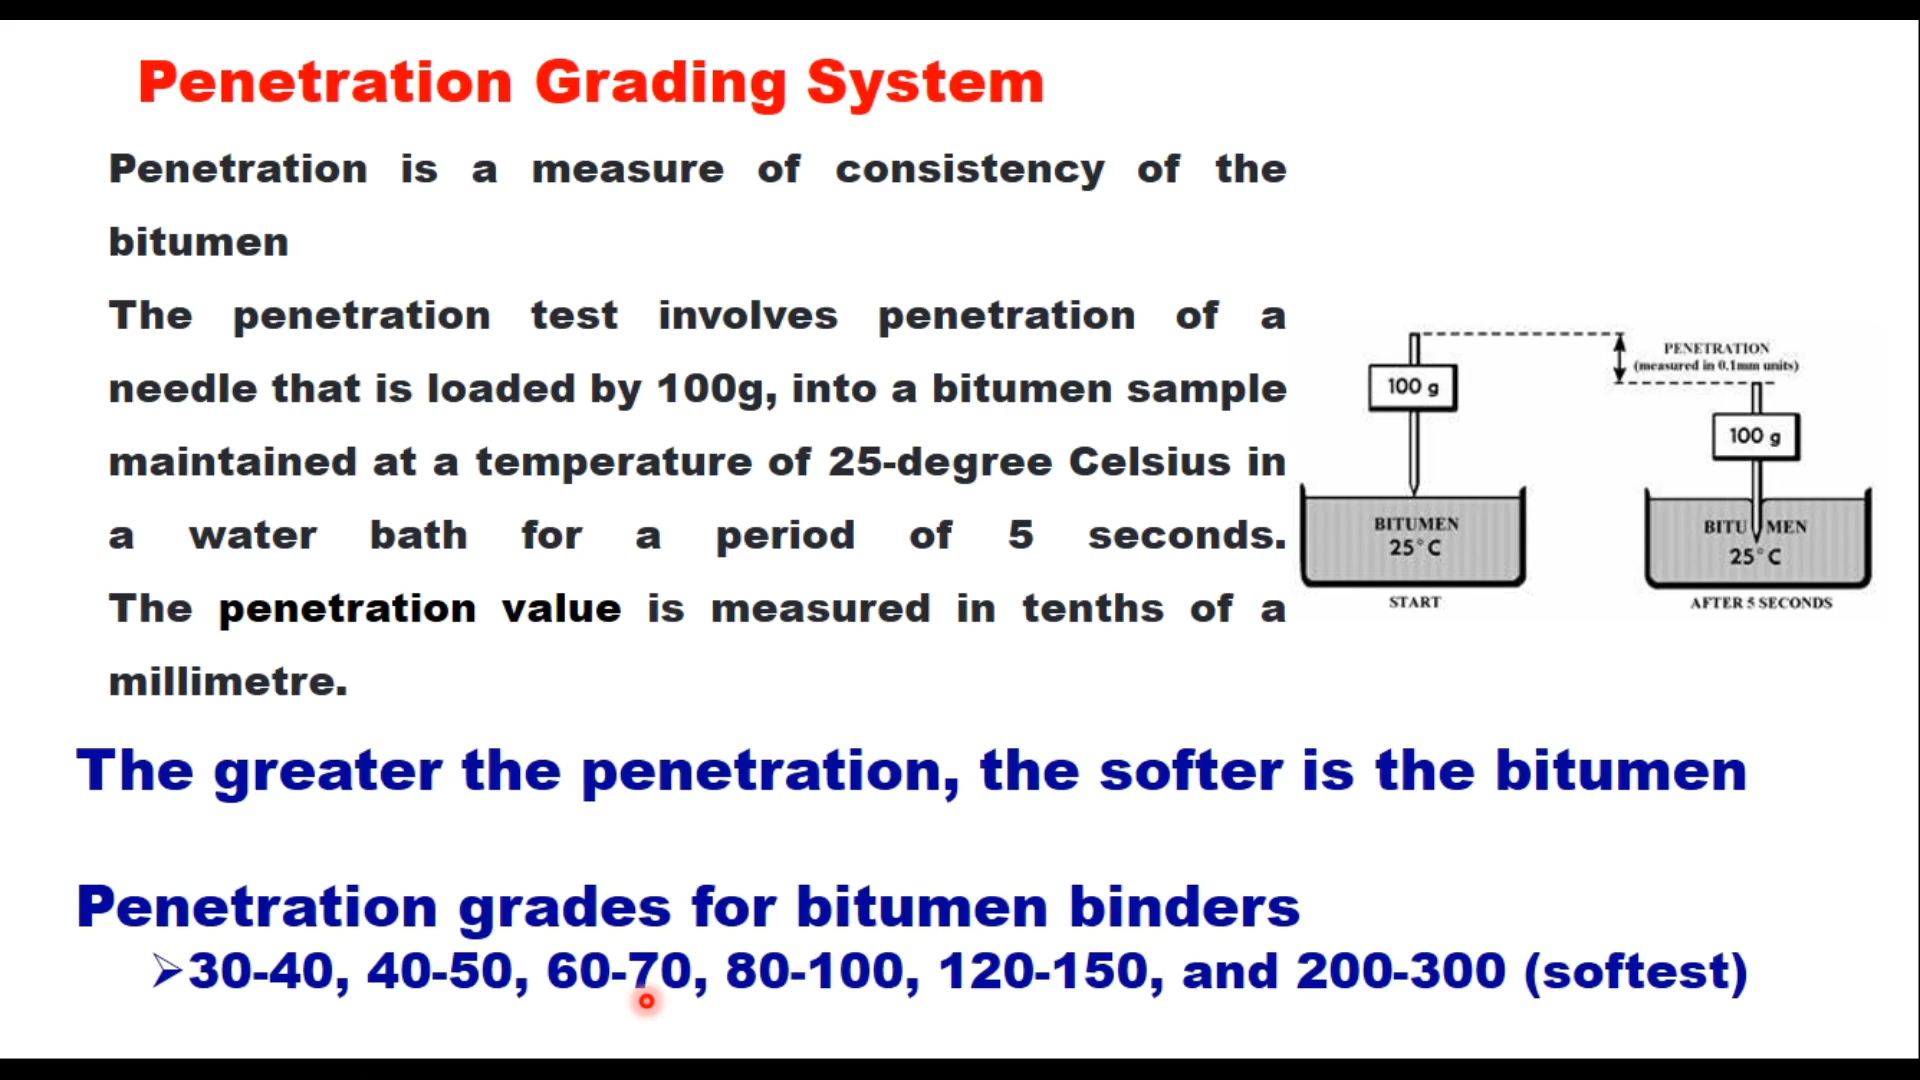 Penetration Grading System
Penetration is a measure of consistency of the
bitumen
The penetration test involves penetration of a
needle that is loaded by 100g, into a bitumen sample
maintained at a temperature of 25-degree Celsius in
a water bath for a period of 5 seconds.
The penetration value is measured in tenths of a
millimetre.
PENETRATION
(measured in 0.1mm units)
100 g
100 g
BITUMEN
25°C
BITUMEN
25°C
START
AFTER 5 SECONDS
The greater the penetration, the softer is the bitumen
Penetration grades for bitumen binders
➢30-40, 40-50, 60-70, 80-100, 120-150, and 200-300 (softest)